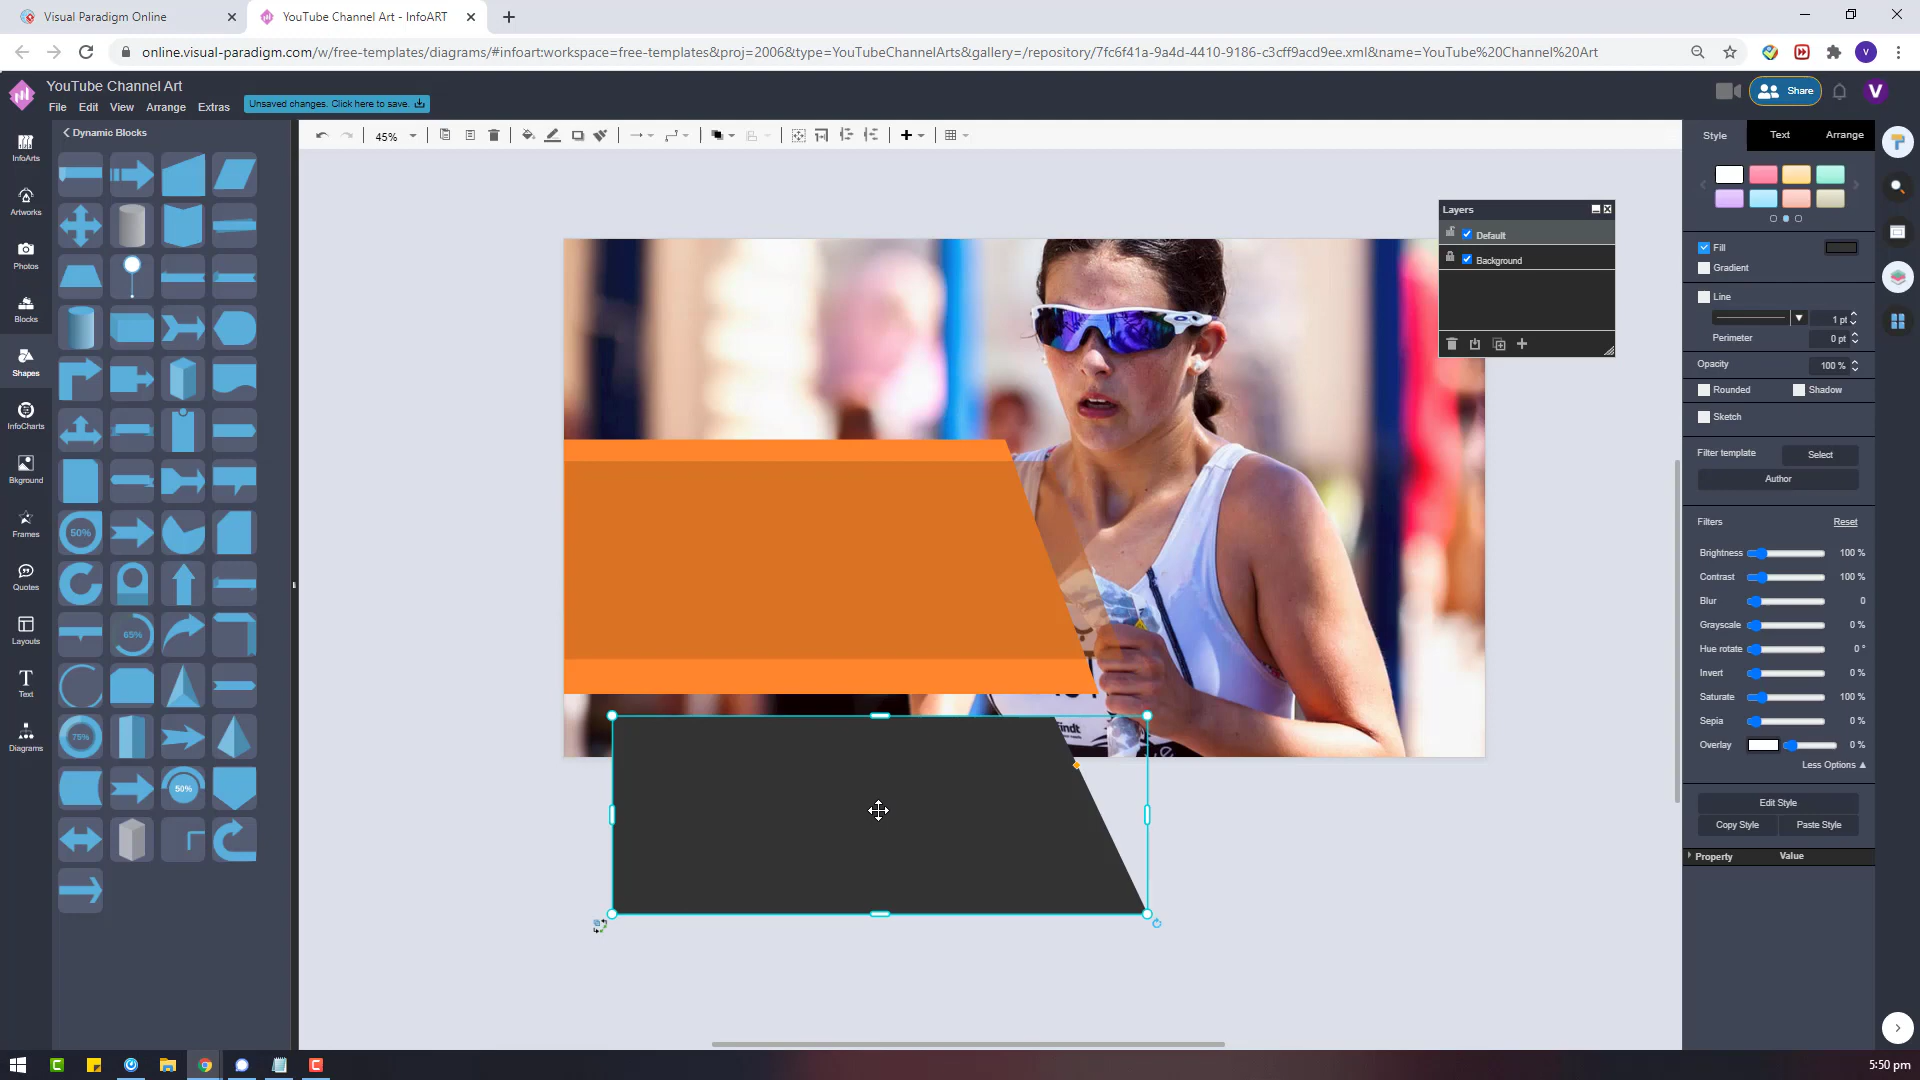 Visual Paradigm Online
YouTube Channel Art - InfoART
online.visual-paradigm.com/w/free-templates/diagrams/#infoart:workspace=free-templates&proj=2006&type=YouTubeChannelArts&gallery=/repository/7fc6f41a-9a4d-4410-9186-c3cff9acd9ee.xml&name=YouTube%20Channel%20Art
V
YouTube Channel Art
File Edit View Arrange Extras
Unsaved changes. Click here to save.
Share
V
Dynamic Blocks
45%
InfoArts
Artworks
Photos
Blocks
Shapes
InfoCharts
Bkground
Frames
Quotes
Layouts
Text
Diagrams
50%
65%
75%
50%
Layers
Default
Background
findt
Style Text Arrange
Fill
Gradient
Line
1 pt
Perimeter 0 pt
Opacity 100 %
Rounded Shadow
Sketch
Filter template Select
Author
Filters Reset
Brightness 100 %
Contrast 100 %
Blur 0
Grayscale 0 %
Hue rotate 0 °
Invert 0 %
Saturate 100 %
Sepia 0 %
Overlay 0 %
Less Options
Edit Style
Copy Style Paste Style
Property Value
5:50 pm